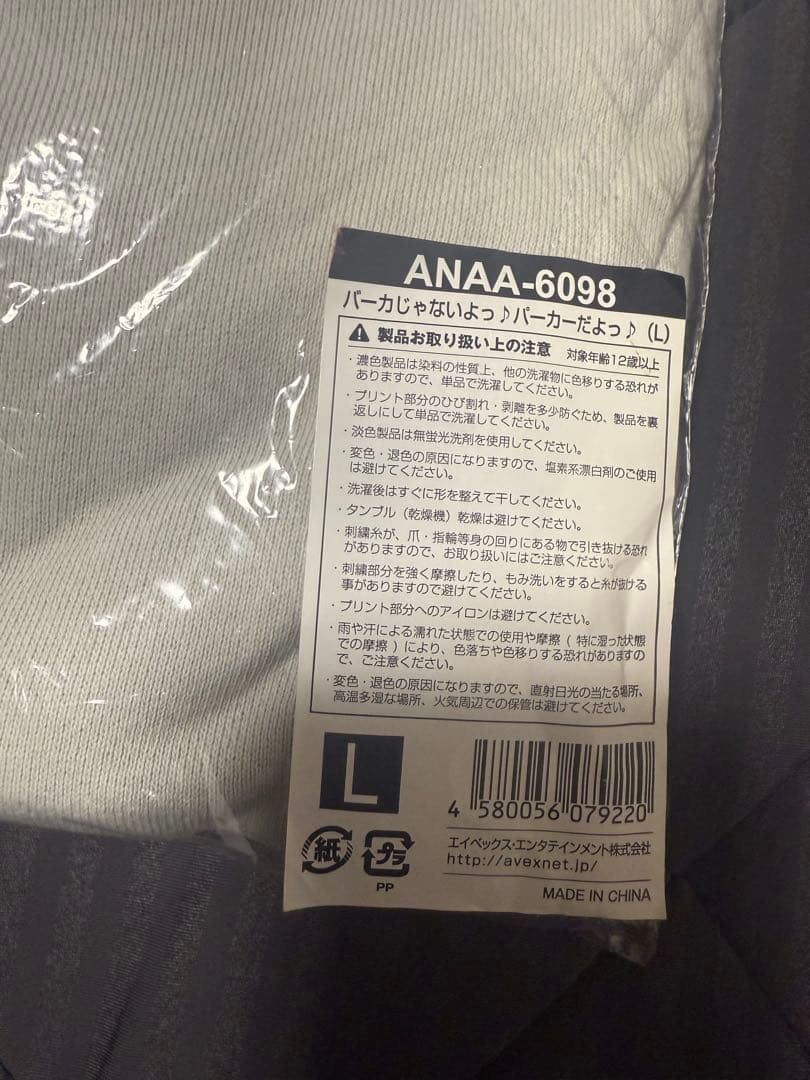 ANAA-6098
バーカじゃないよっ♪パーカーだよっ♪ (L)
製品お取り扱い上の注意 対象年齢12歳以上
・濃色製品は染料の性質上、他の洗濯物に色移りする恐れが
ありますので、単品で洗濯してください。
・プリント部分のひび割れ・剥離を多少防ぐため、製品を裏
返しにして単品で洗濯してください。
・淡色製品は無蛍光洗剤を使用してください。
・変色・退色の原因になりますので、塩素系漂白剤のご使用
は避けてください。
・洗濯後はすぐに形を整えて干してください。
・タンブル（乾燥機）乾燥は避けてください。
・刺繍糸が、爪・指輪等身の回りにある物で引き抜ける恐れ
がありますので、お取り扱いにはご注意ください。
・刺繍部分を強く摩擦したり、もみ洗いをすると糸が抜ける
事がありますので避けてください。
・プリント部分へのアイロンは避けてください。
・雨や汗による濡れた状態での使用や摩擦（特に湿った状態
での摩擦）により、色落ちや色移りする恐れがありますの
で、ご注意ください。
・変色・退色の原因になりますので、直射日光の当たる場所、
高温多湿な場所、火気周辺での保管は避けてください。
L
4 580056 079220
紙 プラ
PP
エイベックス・エンタテインメント株式会社
http://avexnet.jp/
MADE IN CHINA